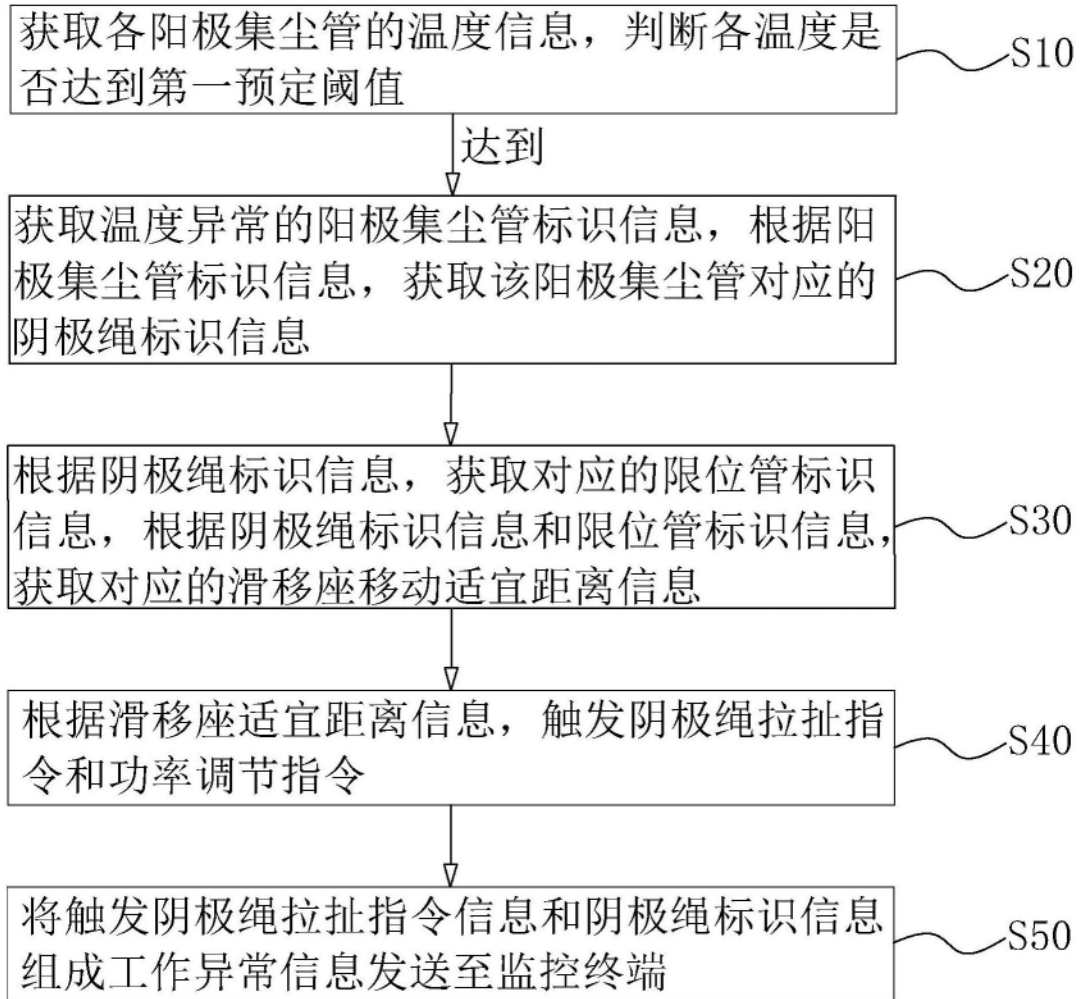 获取各阳极集尘管的温度信息，判断各温度是
否达到第一预定阈值
S10
达到
获取温度异常的阳极集尘管标识信息，根据阳
极集尘管标识信息，获取该阳极集尘管对应的
阴极绳标识信息
S20
根据阴极绳标识信息，获取对应的限位管标识
信息，根据阴极绳标识信息和限位管标识信息，
获取对应的滑移座移动适宜距离信息
S30
根据滑移座适宜距离信息，触发阴极绳拉扯指
令和功率调节指令
S40
将触发阴极绳拉扯指令信息和阴极绳标识信息
组成工作异常信息发送至监控终端
S50